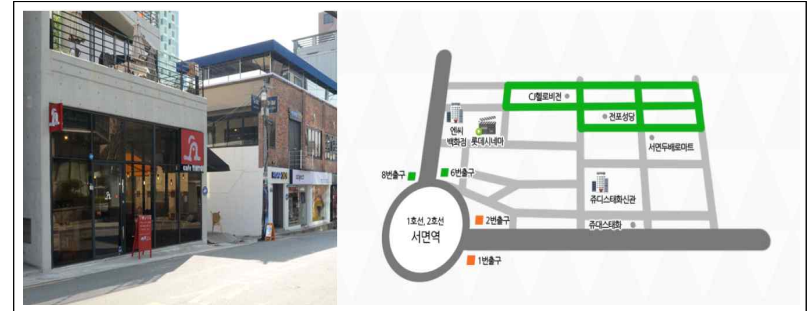 CJ헬로비전
전포성당
엔씨
백화점
롯데시네마
서면두배로마트
8번출구
6번출구
쥬디스태화신관
1호선, 2호선
서면역
2번출구
쥬대스태화
1번출구